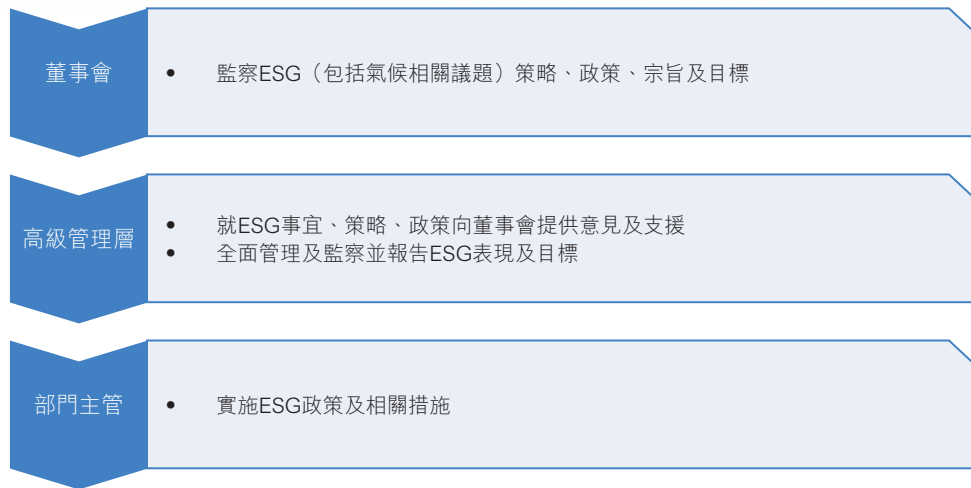 董事會
• 監察ESG（包括氣候相關議題）策略、政策、宗旨及目標
高級管理層
• 就ESG事宜、策略、政策向董事會提供意見及支援
• 全面管理及監察並報告ESG表現及目標
部門主管
• 實施ESG政策及相關措施